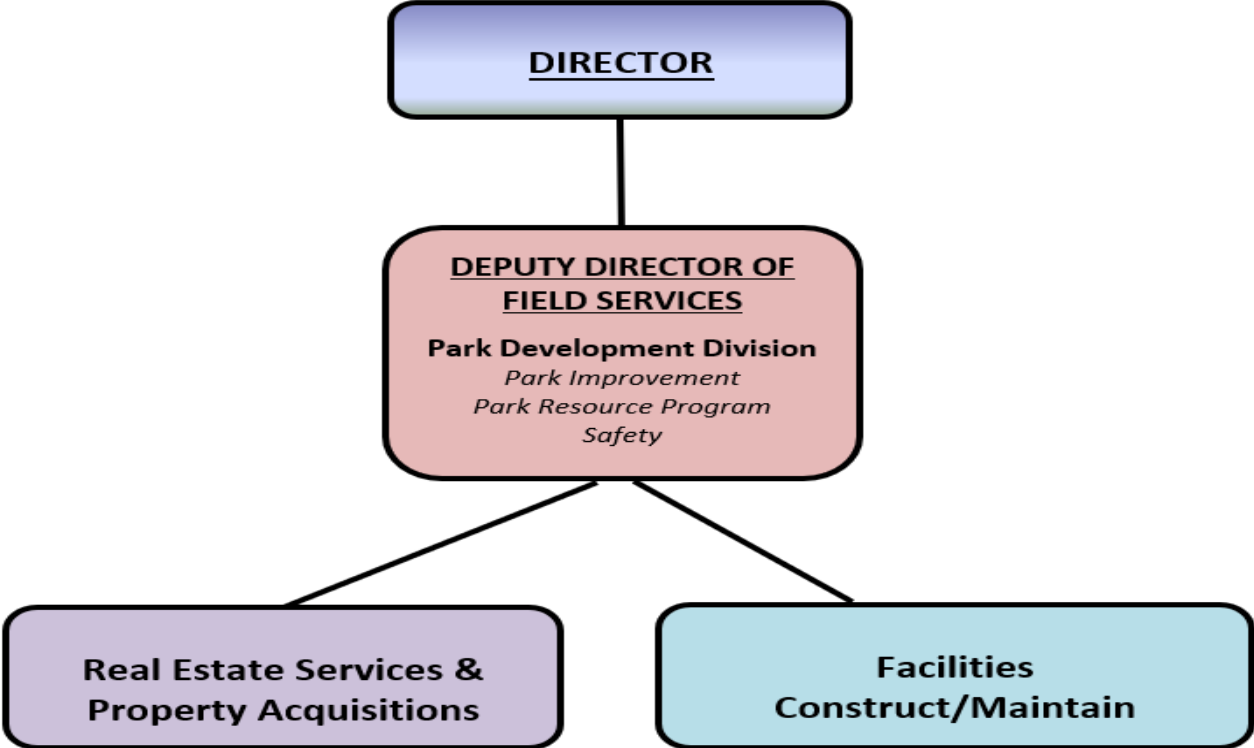 DIRECTOR
DEPUTY DIRECTOR OF
FIELD SERVICES
Park Development Division
Park Improvement
Park Resource Program
Safety
Real Estate Services &
Property Acquisitions
Facilities
Construct/Maintain